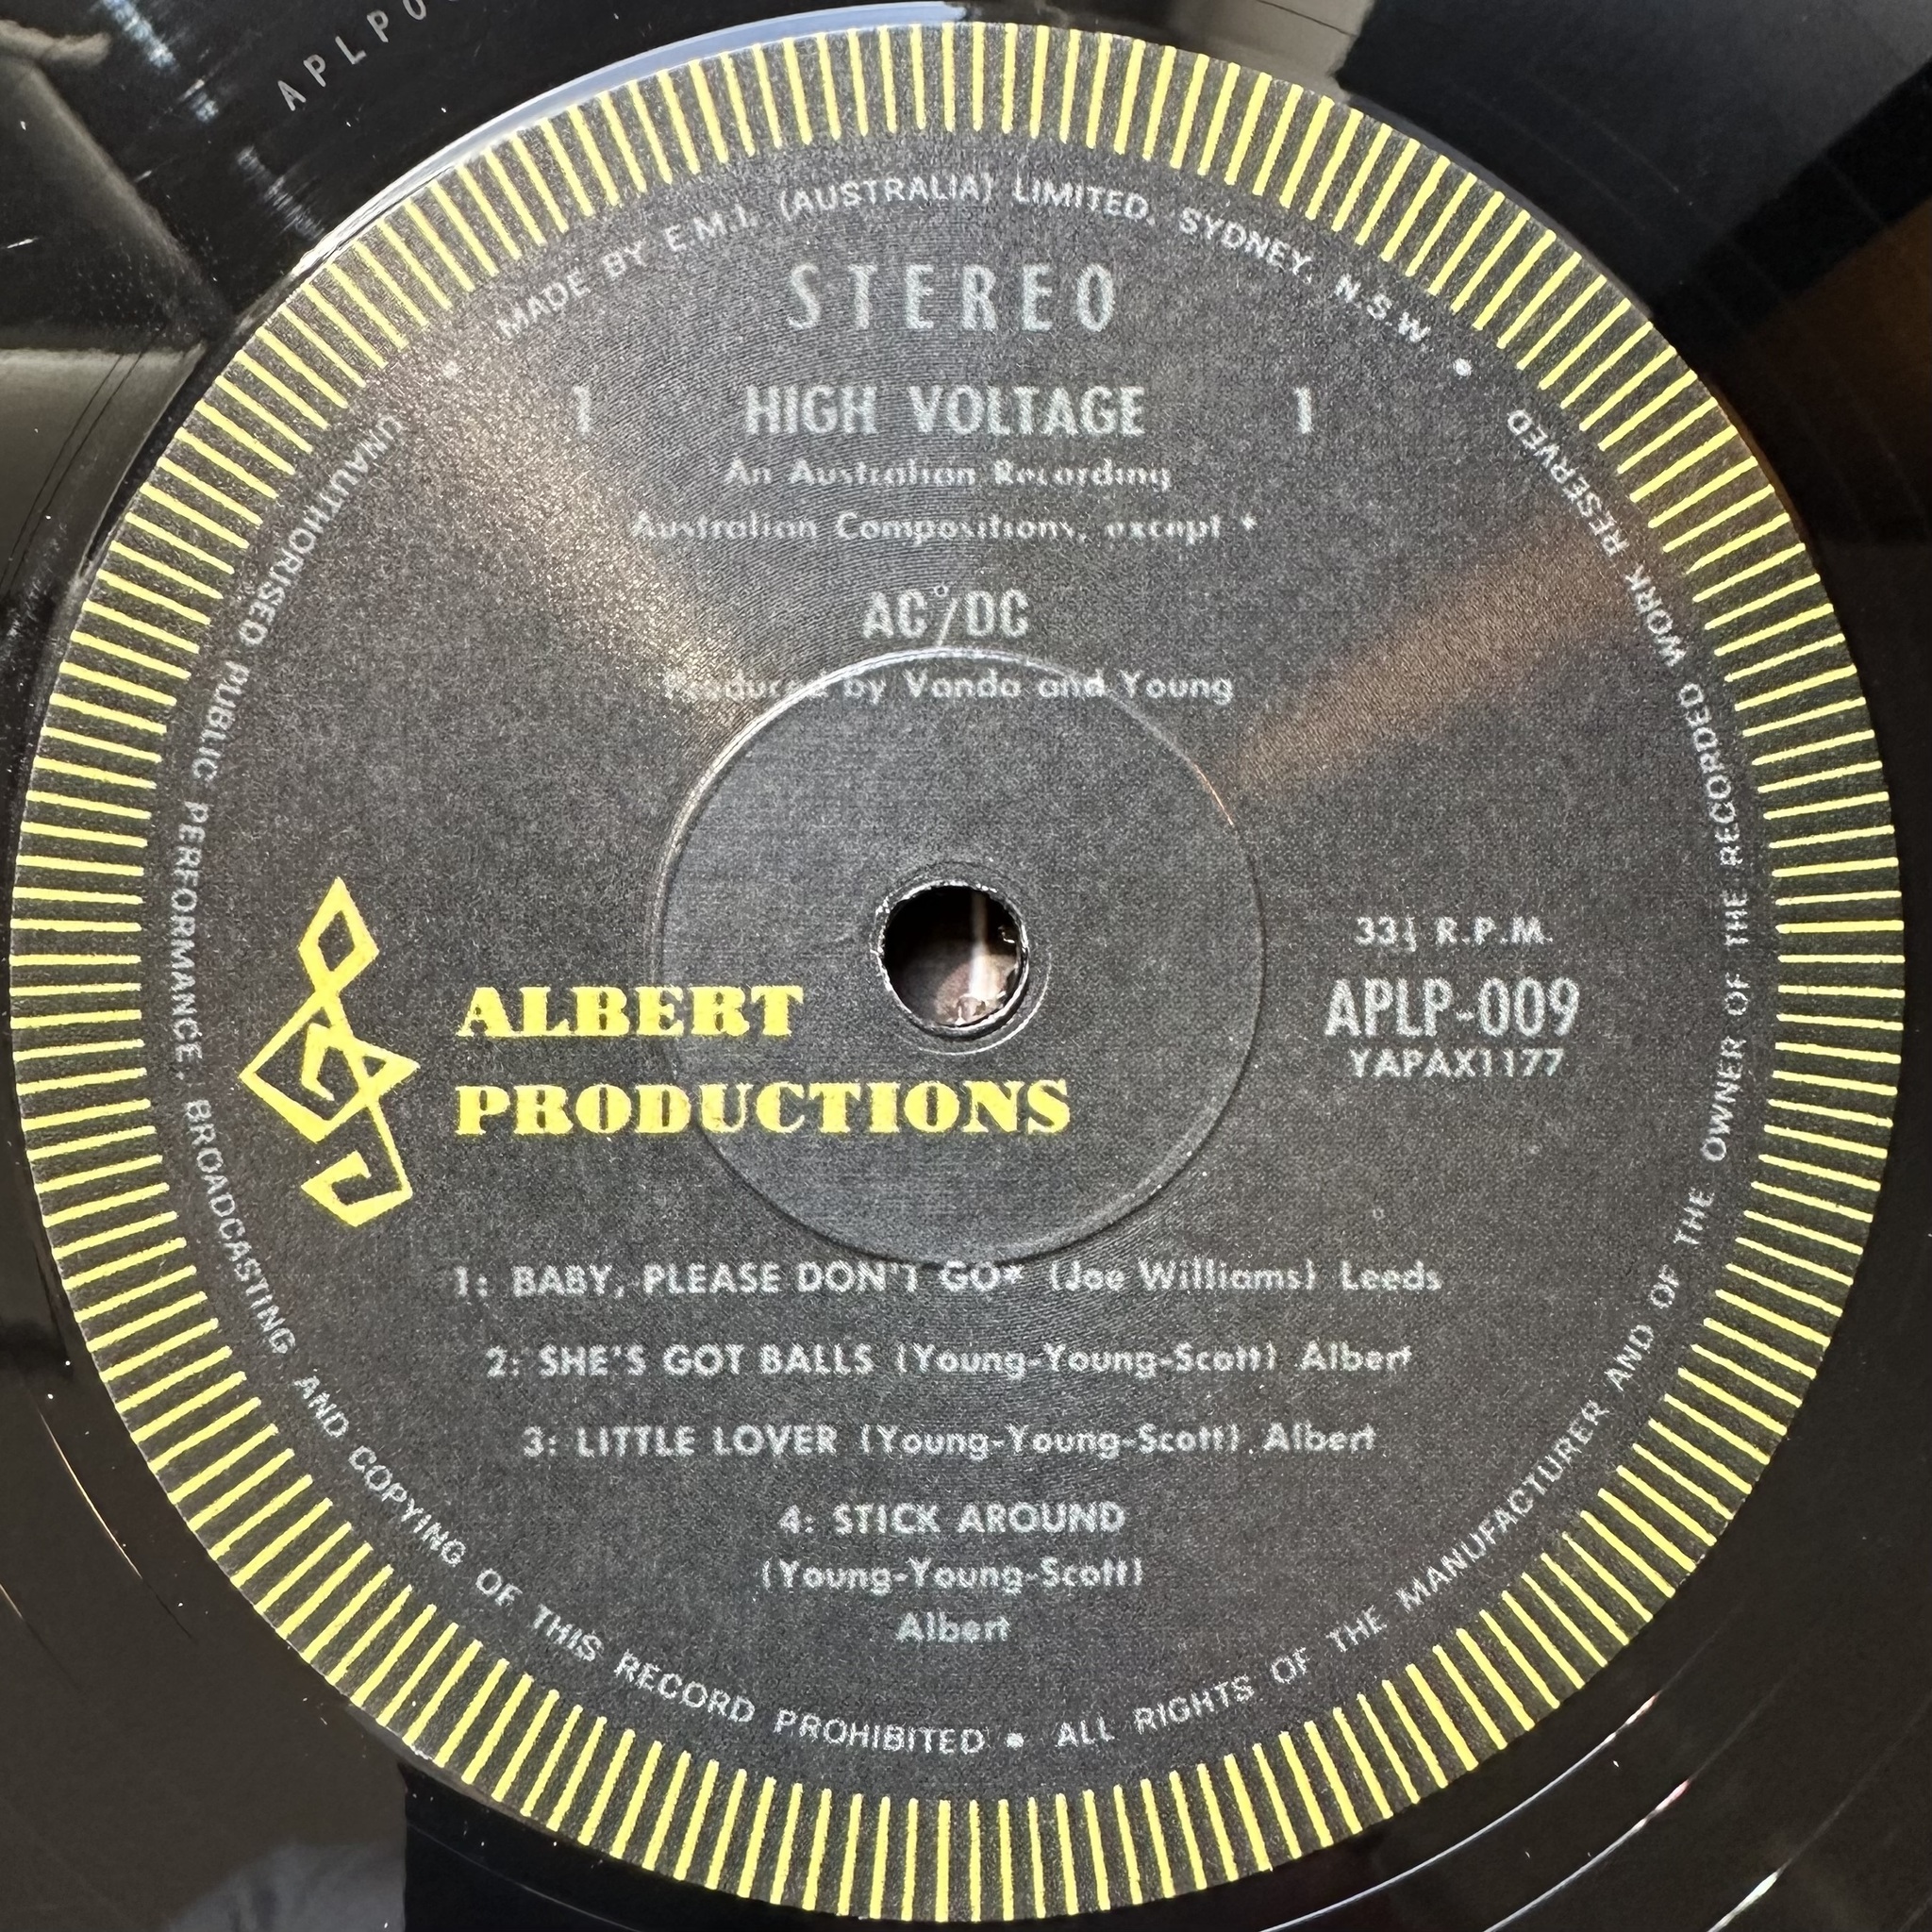 APLP0
MADE BY E.M.I. (AUSTRALIA) LIMITED. SYDNEY. N.S.W •
STEREO
1 HIGH VOLTAGE 1
An Australian Recording
Australian Compositions, except *
AC/DC
Produced by Vanda and Young
ALBERT
PRODUCTIONS
33⅓ R.P.M.
APLP-009
YAPAX1177
1: BABY, PLEASE DON'T GO* (Joe Williams) Leeds
2: SHE'S GOT BALLS (Young-Young-Scott) Albert
3: LITTLE LOVER (Young-Young-Scott) Albert
4: STICK AROUND
(Young-Young-Scott)
Albert
• UNAUTHORISED PUBLIC PERFORMANCE, BROADCASTING AND COPYING OF THIS RECORD PROHIBITED • ALL RIGHTS OF THE MANUFACTURER AND OF THE OWNER OF THE RECORDED WORK RESERVED